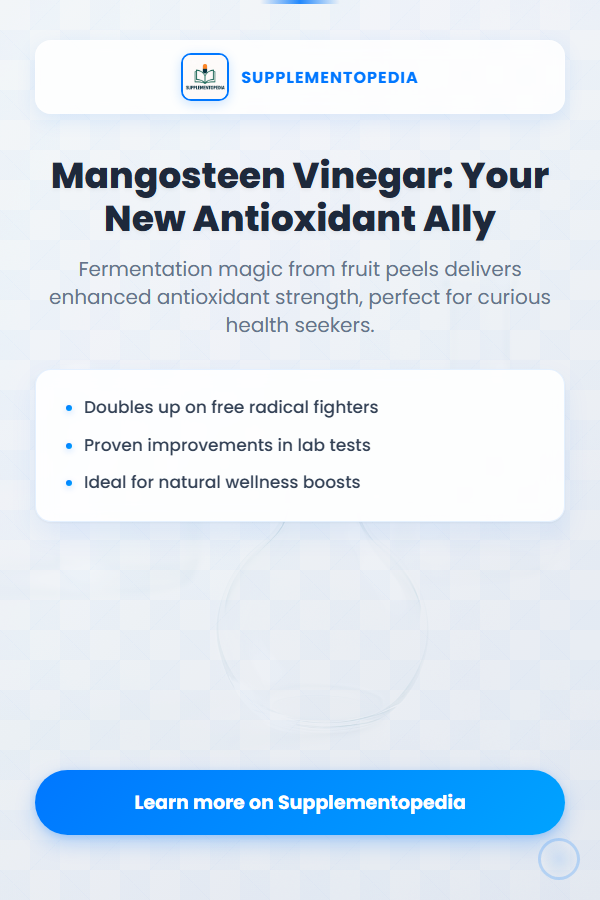 SUPPLEMENTOPEDIA
SUPPLEMENTOPEDIA
Mangosteen Vinegar: Your
New Antioxidant Ally
Fermentation magic from fruit peels delivers
enhanced antioxidant strength, perfect for curious
health seekers.
Doubles up on free radical fighters
Proven improvements in lab tests
Ideal for natural wellness boosts
Learn more on Supplementopedia